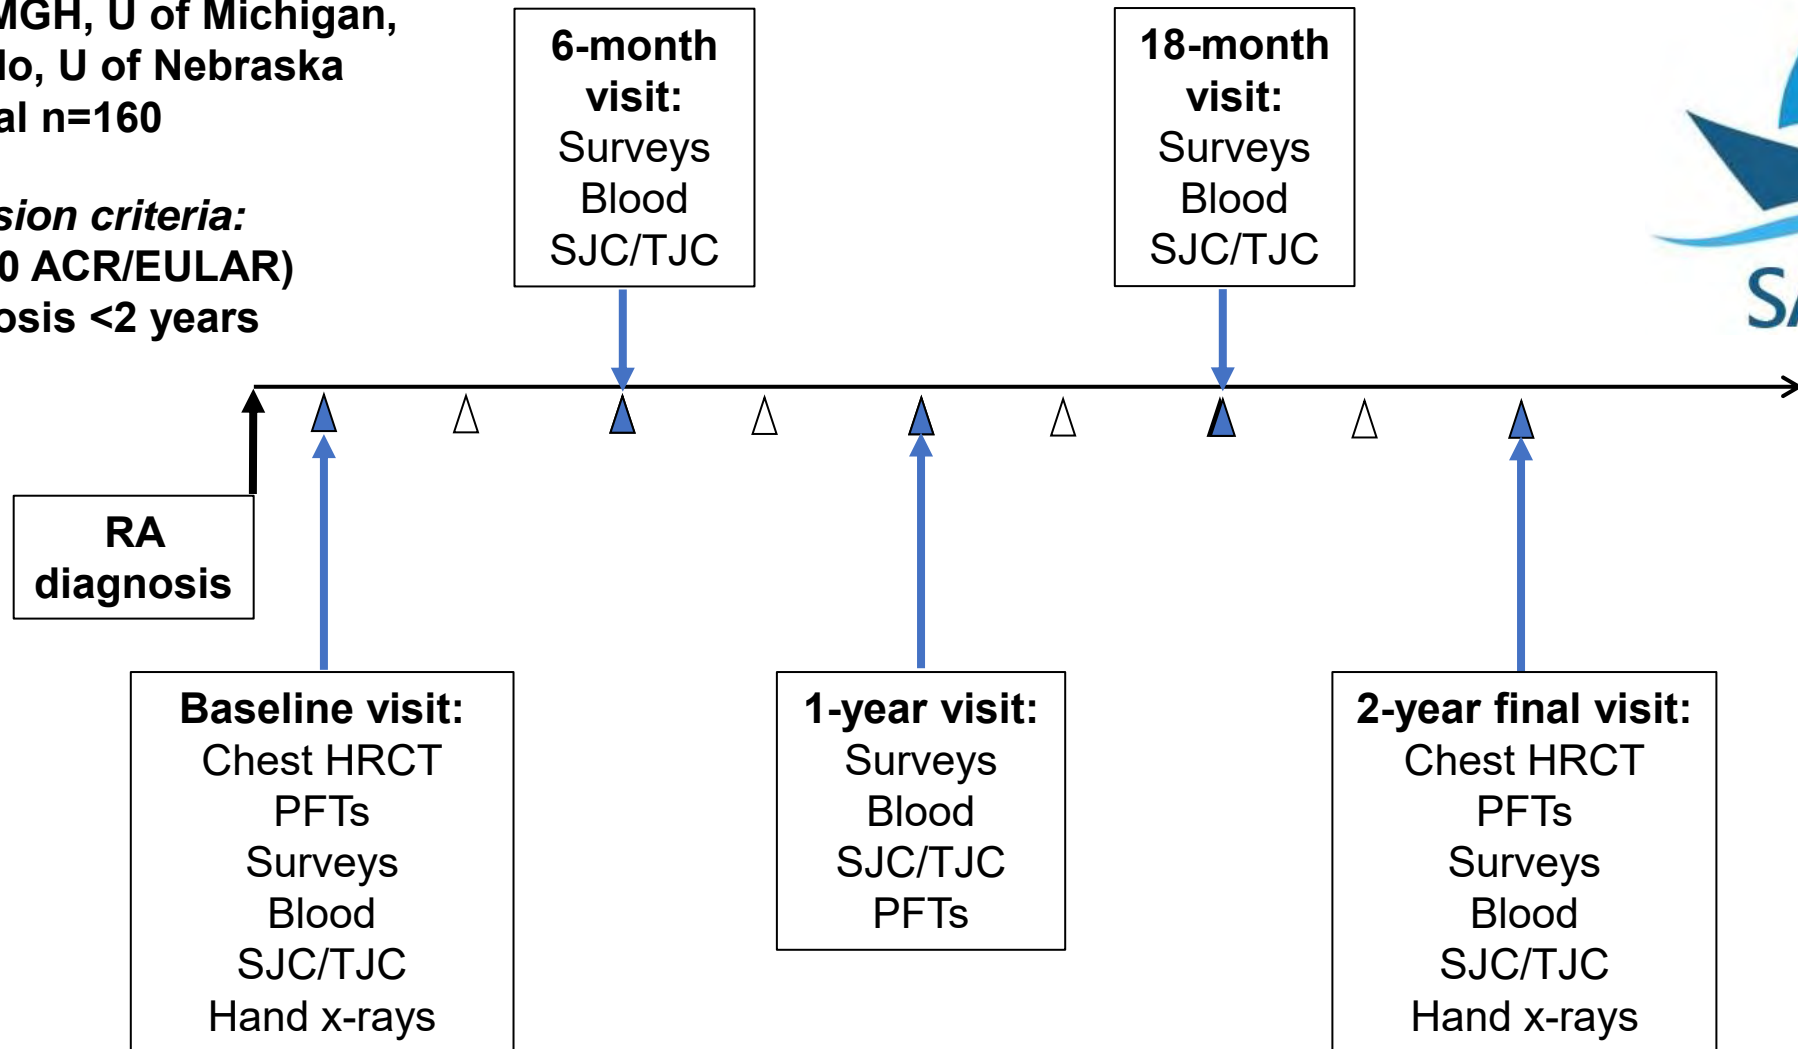 MGH, U of Michigan,
lo, U of Nebraska
al n=160
sion criteria:
0 ACR/EULAR)
osis <2 years
6-month
visit:
Surveys
Blood
SJC/TJC
18-month
visit:
Surveys
Blood
SJC/TJC
RA
diagnosis
Baseline visit:
Chest HRCT
PFTs
Surveys
Blood
SJC/TJC
Hand x-rays
1-year visit:
Surveys
Blood
SJC/TJC
PFTs
2-year final visit:
Chest HRCT
PFTs
Surveys
Blood
SJC/TJC
Hand x-rays